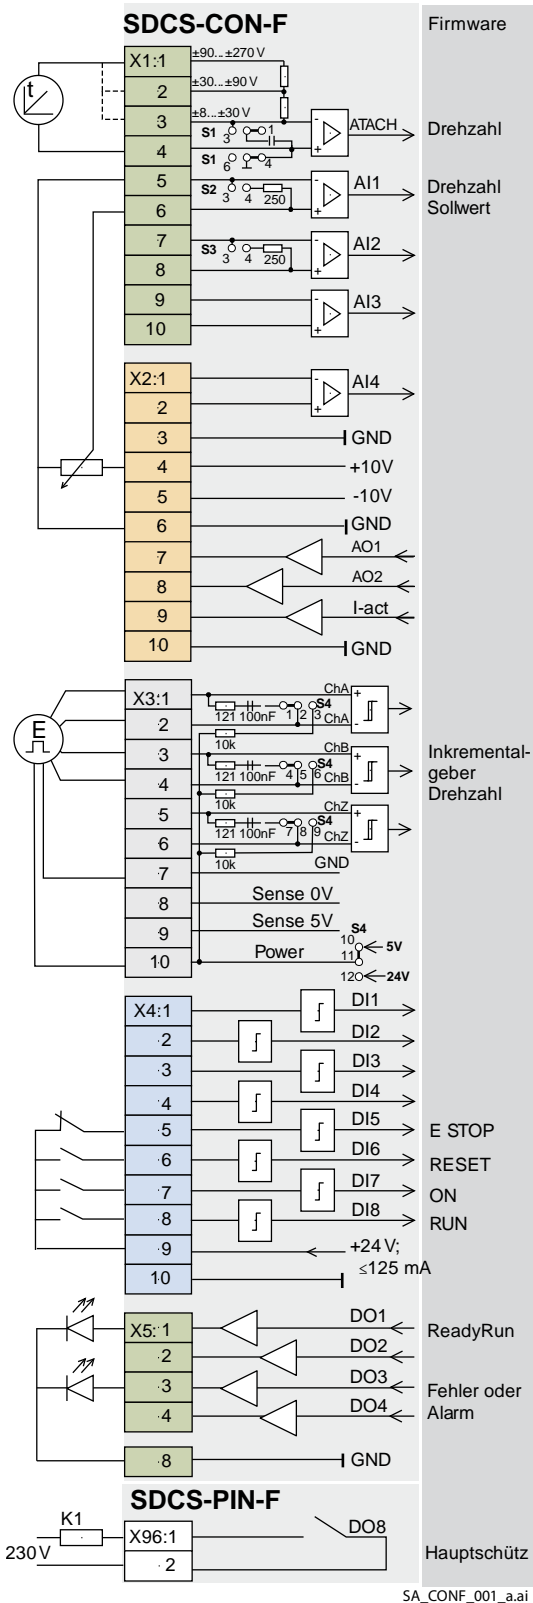 SDCS-CON-F Firmware
X1:1 ±90...±270 V
2 ±30...±90 V
3 ±8...±30 V
t
S1 3 1 - ATACH Drehzahl
4 S1 6 4 +
5 S2 3 4 250 - AI1 Drehzahl
6 + Sollwert
7 S3 3 4 250 - AI2
8 +
9 - AI3
10 +
X2:1 - AI4
2 +
3 GND
4 +10V
5 -10V
6 GND
7 AO1
8 AO2
9 I-act
10 GND
X3:1 ChA +
121 100nF 1 2 3 S4
2 ChA -
10k
E
3 ChB + Inkremental-
121 100nF 4 5 6 S4 geber
4 ChB - Drehzahl
10k
5 ChZ +
121 100nF 7 8 9 S4
6 ChZ -
10k
7 GND
8 Sense 0V
9 Sense 5V
S4
10 5V
10 Power 11
12 24V
X4:1 DI1
2 DI2
3 DI3
4 DI4
5 DI5 E STOP
6 DI6 RESET
7 DI7 ON
8 DI8 RUN
9 +24 V;
≤125 mA
10
X5: 1 DO1 ReadyRun
2 DO2
3 DO3 Fehler oder
4 DO4 Alarm
8 GND
SDCS-PIN-F
K1 X96:1 DO8
230 V 2 Hauptschütz
SA_CONF_001_a.ai